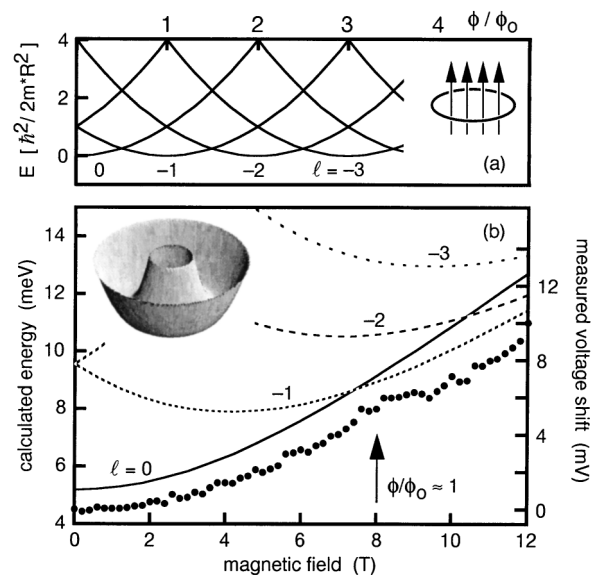 1 2 3 4 ϕ / ϕo
4
2
0
E [ ℏ²/ 2m*R² ]
0 −1 −2 ℓ = −3
(a)
(b)
14
12
10
8
6
4
calculated energy (meV)
−3
−2
−1
ℓ = 0
ϕ/ϕo ≈ 1
12
8
4
0
measured voltage shift (mV)
0 2 4 6 8 10 12
magnetic field (T)